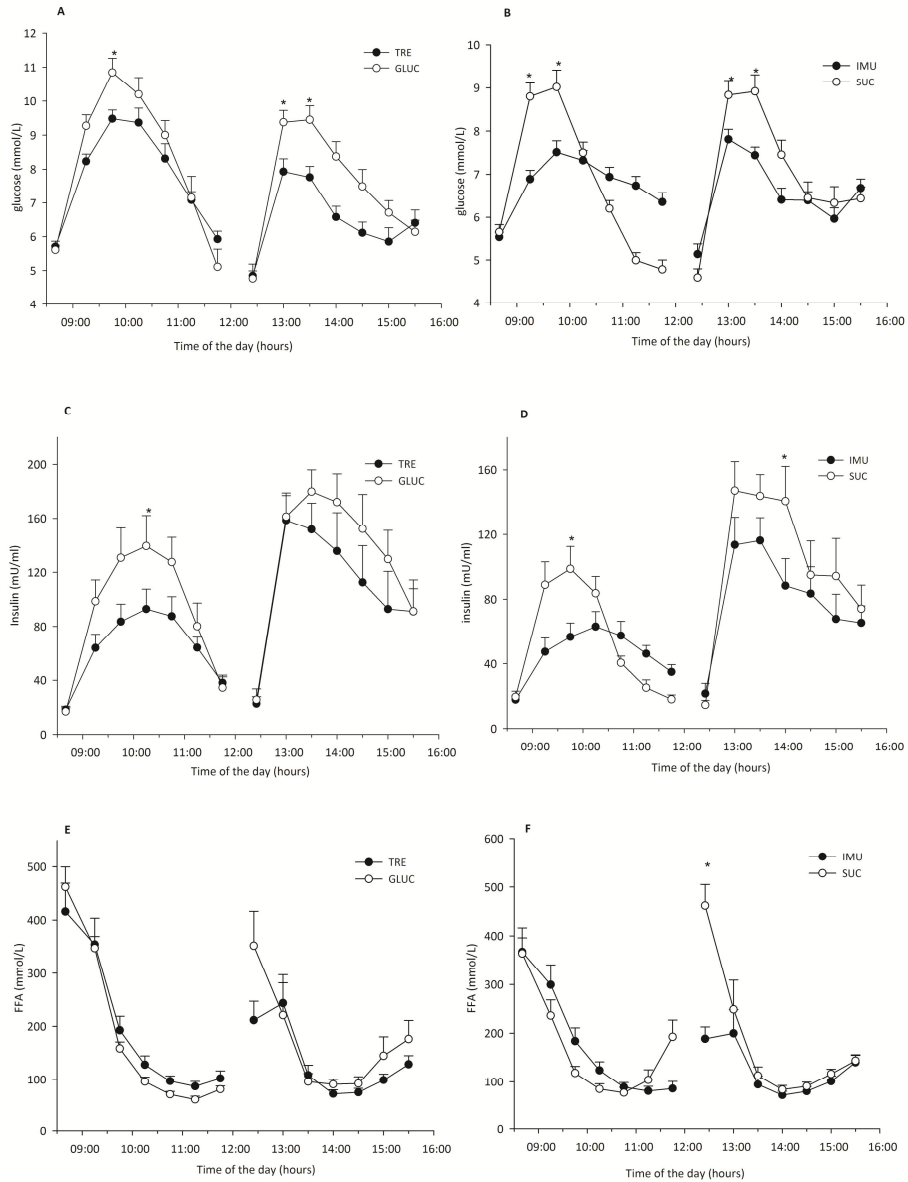 A
12
11
10
9
8
7
6
5
4
glucose (mmol/L)
*
*
*
TRE
GLUC
09:00 10:00 11:00 12:00 13:00 14:00 15:00 16:00
Time of the day (hours)
B
10
9
8
7
6
5
4
glucose (mmol/L)
*
*
*
*
IMU
SUC
09:00 10:00 11:00 12:00 13:00 14:00 15:00 16:00
Time of the day (hours)
C
200
160
120
80
40
0
Insulin (mU/ml)
*
TRE
GLUC
09:00 10:00 11:00 12:00 13:00 14:00 15:00 16:00
Time of the day (hours)
D
160
120
80
40
0
insulin (mU/ml)
*
*
IMU
SUC
09:00 10:00 11:00 12:00 13:00 14:00 15:00 16:00
Time of the day (hours)
E
500
400
300
200
100
0
FFA (mmol/L)
TRE
GLUC
09:00 10:00 11:00 12:00 13:00 14:00 15:00 16:00
Time of the day (hours)
F
600
500
400
300
200
100
0
FFA (mmol/L)
*
IMU
SUC
09:00 10:00 11:00 12:00 13:00 14:00 15:00 16:00
Time of the day (hours)